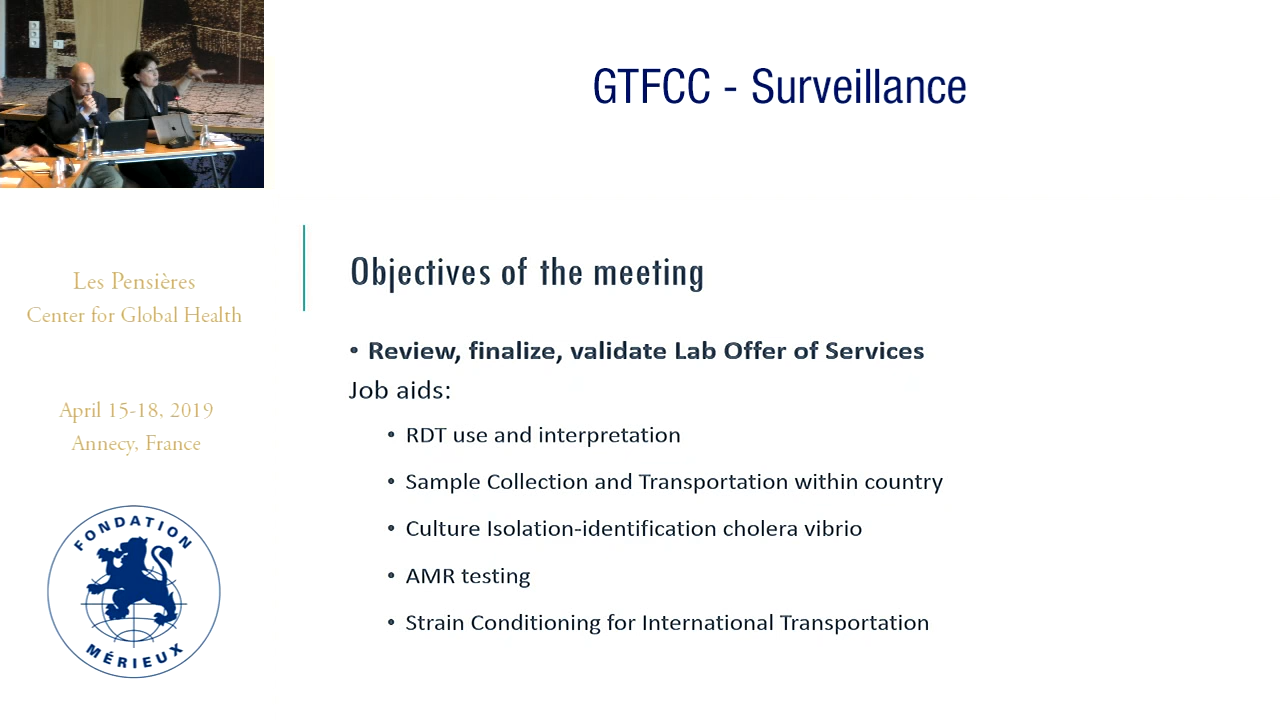 GTFCC - Surveillance
Les Pensières
Center for Global Health
April 15-18, 2019
Annecy, France
FONDATION
MÉRIEUX
Objectives of the meeting
• Review, finalize, validate Lab Offer of Services
Job aids:
• RDT use and interpretation
• Sample Collection and Transportation within country
• Culture Isolation-identification cholera vibrio
• AMR testing
• Strain Conditioning for International Transportation